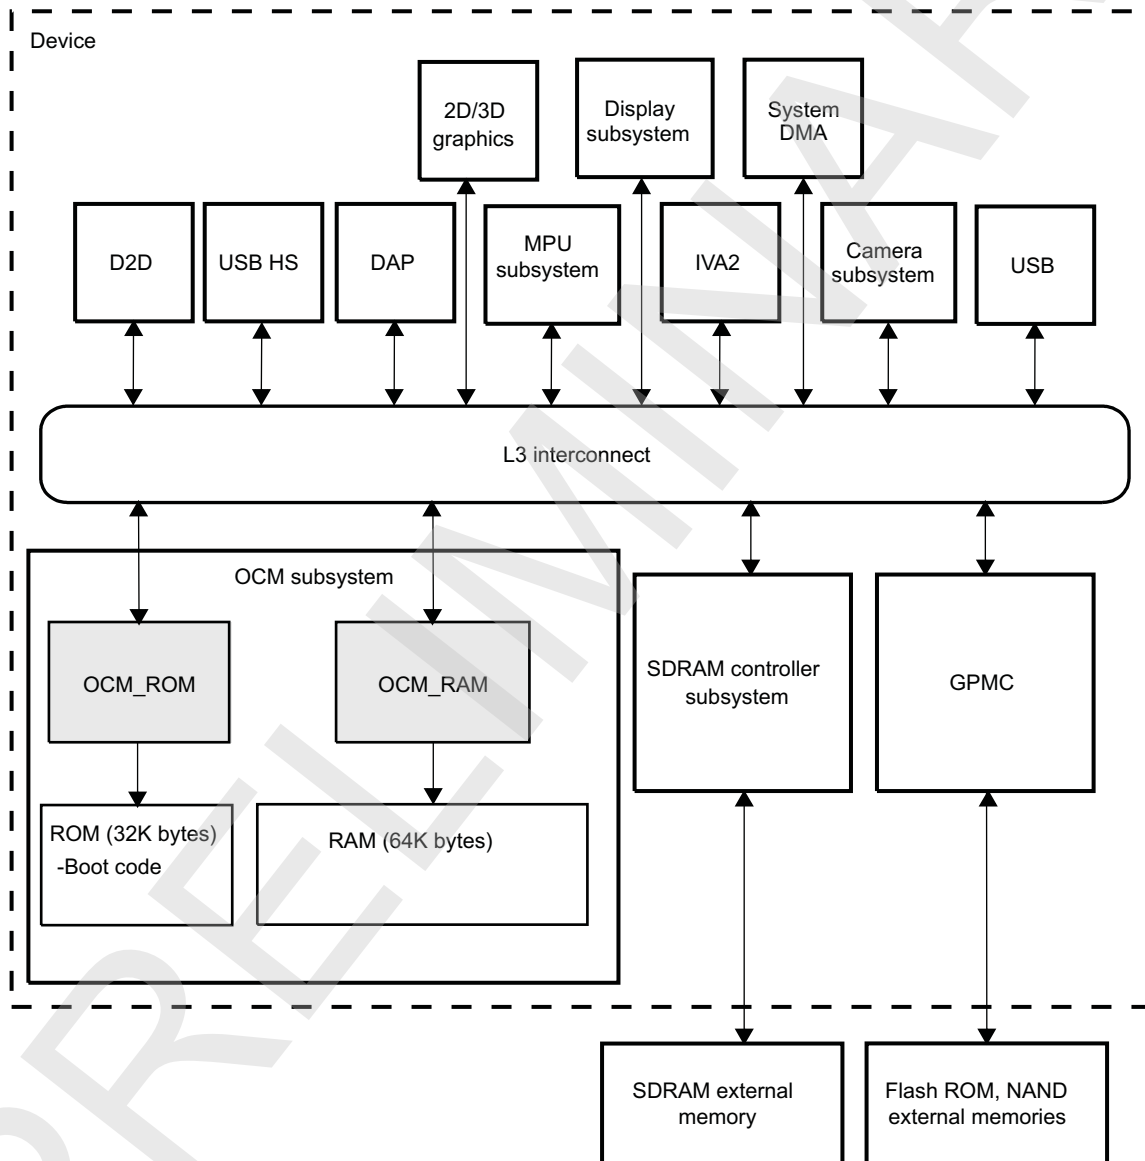 Device
2D/3D
graphics
Display
subsystem
System
DMA
D2D
USB HS
DAP
MPU
subsystem
IVA2
Camera
subsystem
USB
L3 interconnect
OCM subsystem
OCM_ROM
OCM_RAM
SDRAM controller
subsystem
GPMC
ROM (32K bytes)
-Boot code
RAM (64K bytes)
SDRAM external
memory
Flash ROM, NAND
external memories
PRELIMINAR